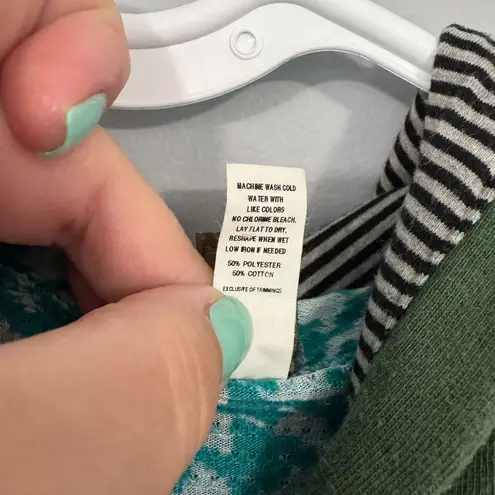 MACHINE WASH COLD
WATER WITH
LIKE COLORS
NO CHLORINE BLEACH,
LAY FLAT TO DRY,
RESHAPE WHEN WET
LOW IRON IF NEEDED
50% POLYESTER
50% COTTON
EXCLUSIVE OF TRIMMINGS